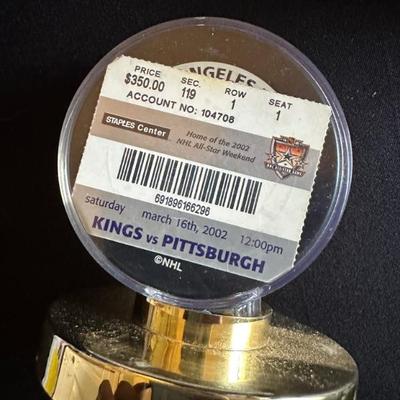 ANGELES
PRICE SEC. ROW SEAT
$350.00 119 1 1
ACCOUNT NO: 104708
STAPLES Center
Home of the 2002
NHL All-Star Weekend
691896166296
saturday march 16th, 2002 12:00pm
KINGS vs PITTSBURGH
©NHL